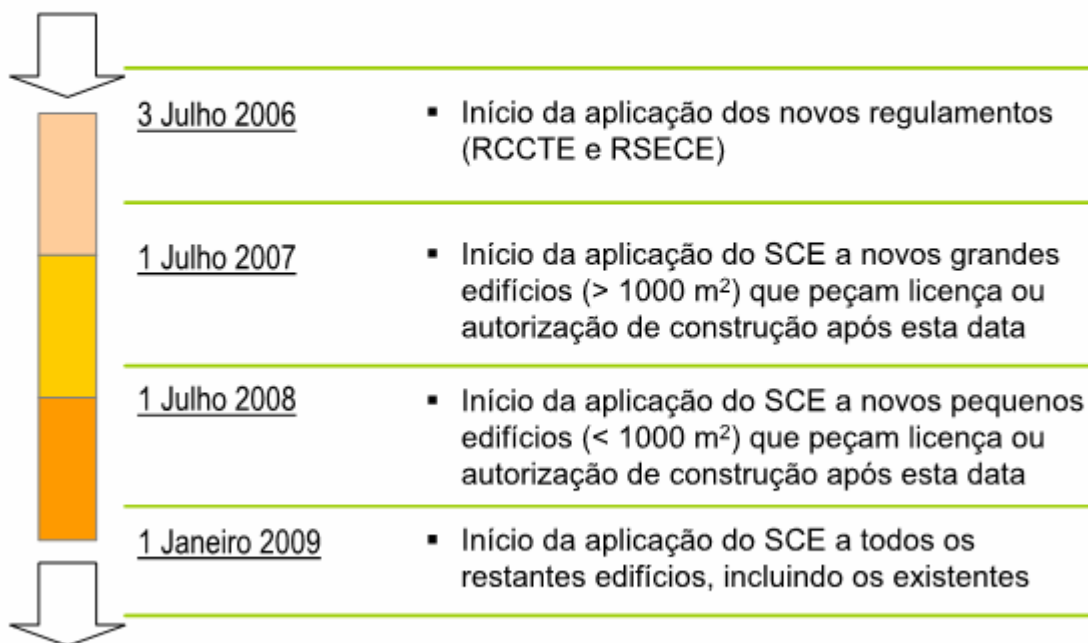 3 Julho 2006
▪ Início da aplicação dos novos regulamentos
(RCCTE e RSECE)
1 Julho 2007
▪ Início da aplicação do SCE a novos grandes
edifícios (> 1000 m²) que peçam licença ou
autorização de construção após esta data
1 Julho 2008
▪ Início da aplicação do SCE a novos pequenos
edifícios (< 1000 m²) que peçam licença ou
autorização de construção após esta data
1 Janeiro 2009
▪ Início da aplicação do SCE a todos os
restantes edifícios, incluindo os existentes